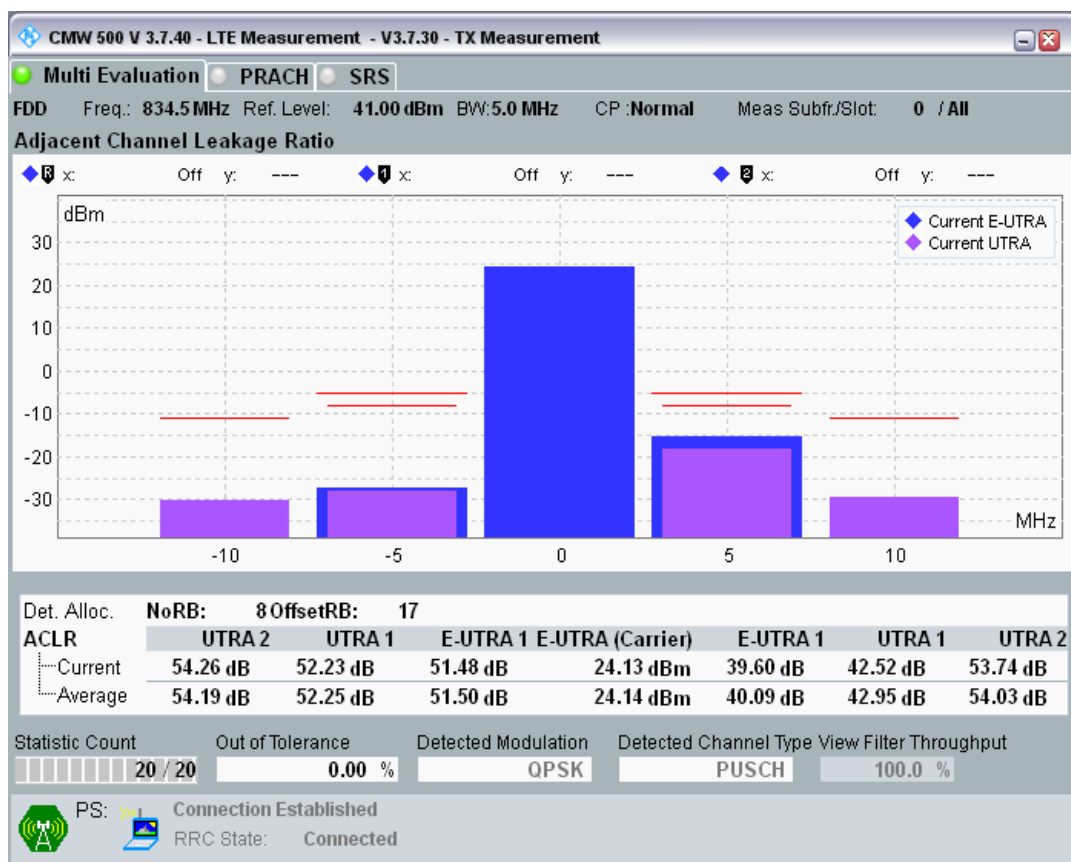 CMW 500 V 3.7.40 - LTE Measurement - V3.7.30 - TX Measurement
Multi Evaluation PRACH SRS
FDD Freq.: 834.5 MHz Ref. Level: 41.00 dBm BW:5.0 MHz CP :Normal Meas Subfr./Slot: 0 / All
Adjacent Channel Leakage Ratio
R x: Off y: --- 1 x: Off y: --- 2 x: Off y: ---
dBm
Current E-UTRA
Current UTRA
30
20
10
0
-10
-20
-30
MHz
-10 -5 0 5 10
Det. Alloc. NoRB: 8 OffsetRB: 17
ACLR UTRA 2 UTRA 1 E-UTRA 1 E-UTRA (Carrier) E-UTRA 1 UTRA 1 UTRA 2
Current 54.26 dB 52.23 dB 51.48 dB 24.13 dBm 39.60 dB 42.52 dB 53.74 dB
Average 54.19 dB 52.25 dB 51.50 dB 24.14 dBm 40.09 dB 42.95 dB 54.03 dB
Statistic Count Out of Tolerance Detected Modulation Detected Channel Type View Filter Throughput
20 / 20 0.00 % QPSK PUSCH 100.0 %
PS: Connection Established
RRC State: Connected